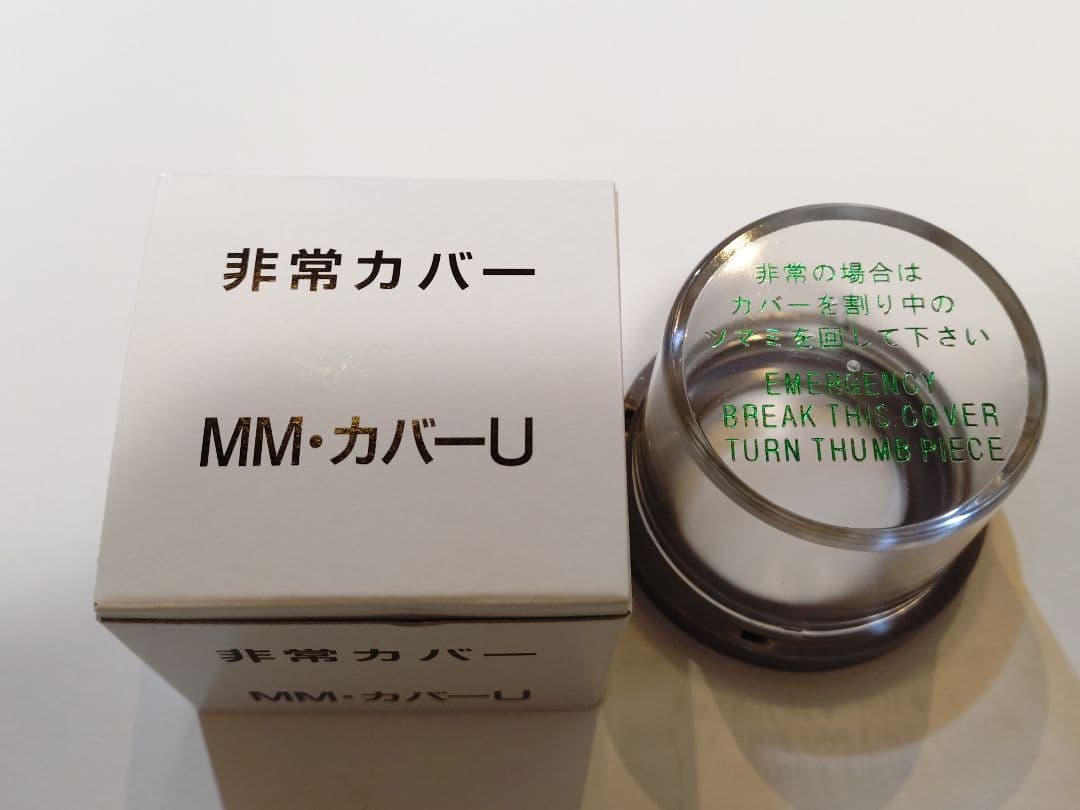 非常カバー
MM・カバーU
非常カバー
MM・カバーU
非常の場合は
カバーを割り中の
ツマミを回して下さい
EMERGENCY
BREAK THIS COVER
TURN THUMB PIECE